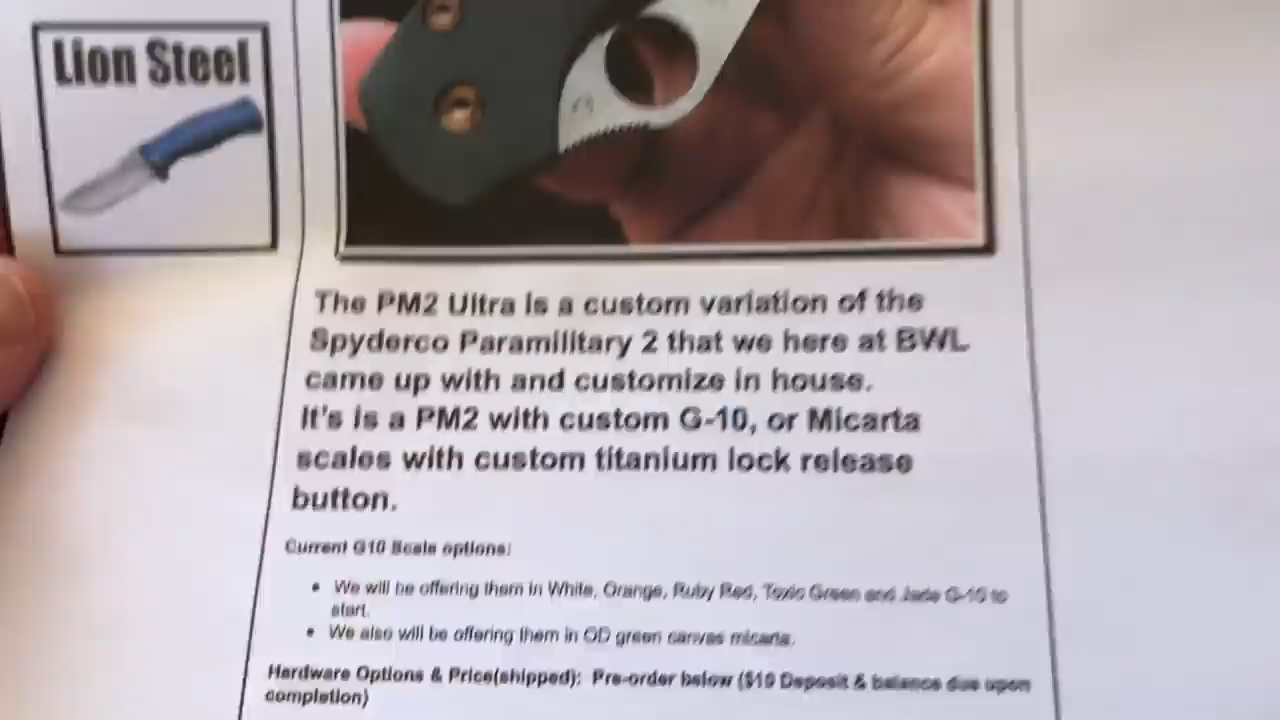 Lion Steel
The PM2 Ultra is a custom variation of the
Spyderco Paramilitary 2 that we here at BWL
came up with and customize in house.
It's is a PM2 with custom G-10, or Micarta
scales with custom titanium lock release
button.
Current G10 Scale options:
We will be offering them in White, Orange, Ruby Red, Toxic Green and Jade G-10 to
start.
We also will be offering them in OD green canvas micarta.
Hardware Options & Price(shipped): Pre-order below ($10 Deposit & balance due upon
completion)